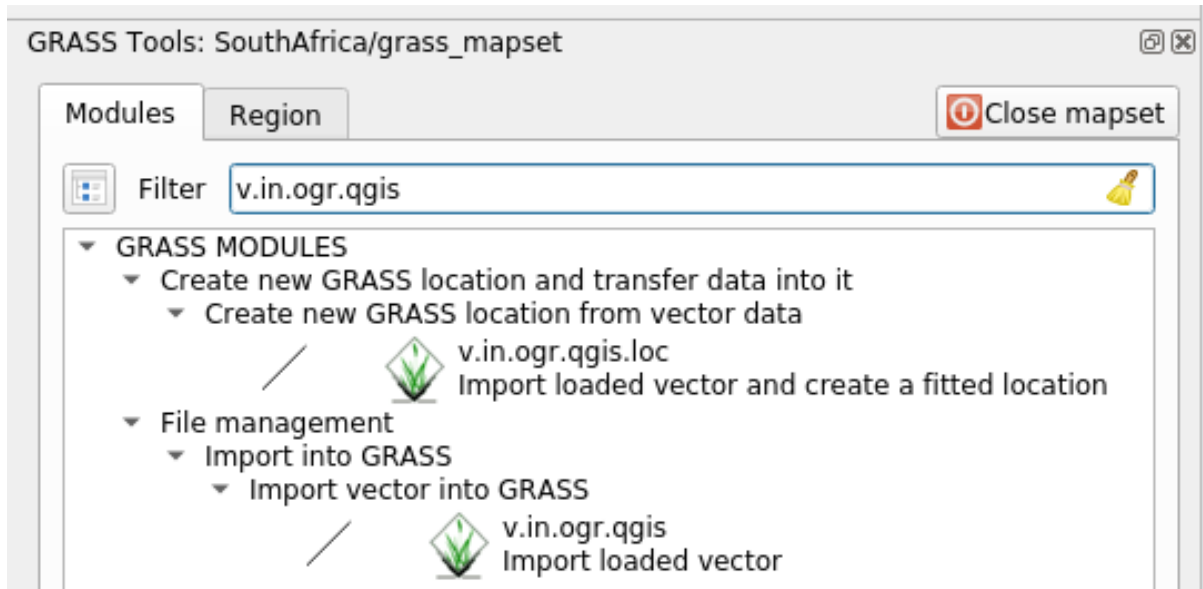 GRASS Tools: SouthAfrica/grass_mapset
Modules
Region
Close mapset
Filter
v.in.ogr.qgis
GRASS MODULES
Create new GRASS location and transfer data into it
Create new GRASS location from vector data
v.in.ogr.qgis.loc
Import loaded vector and create a fitted location
File management
Import into GRASS
Import vector into GRASS
v.in.ogr.qgis
Import loaded vector